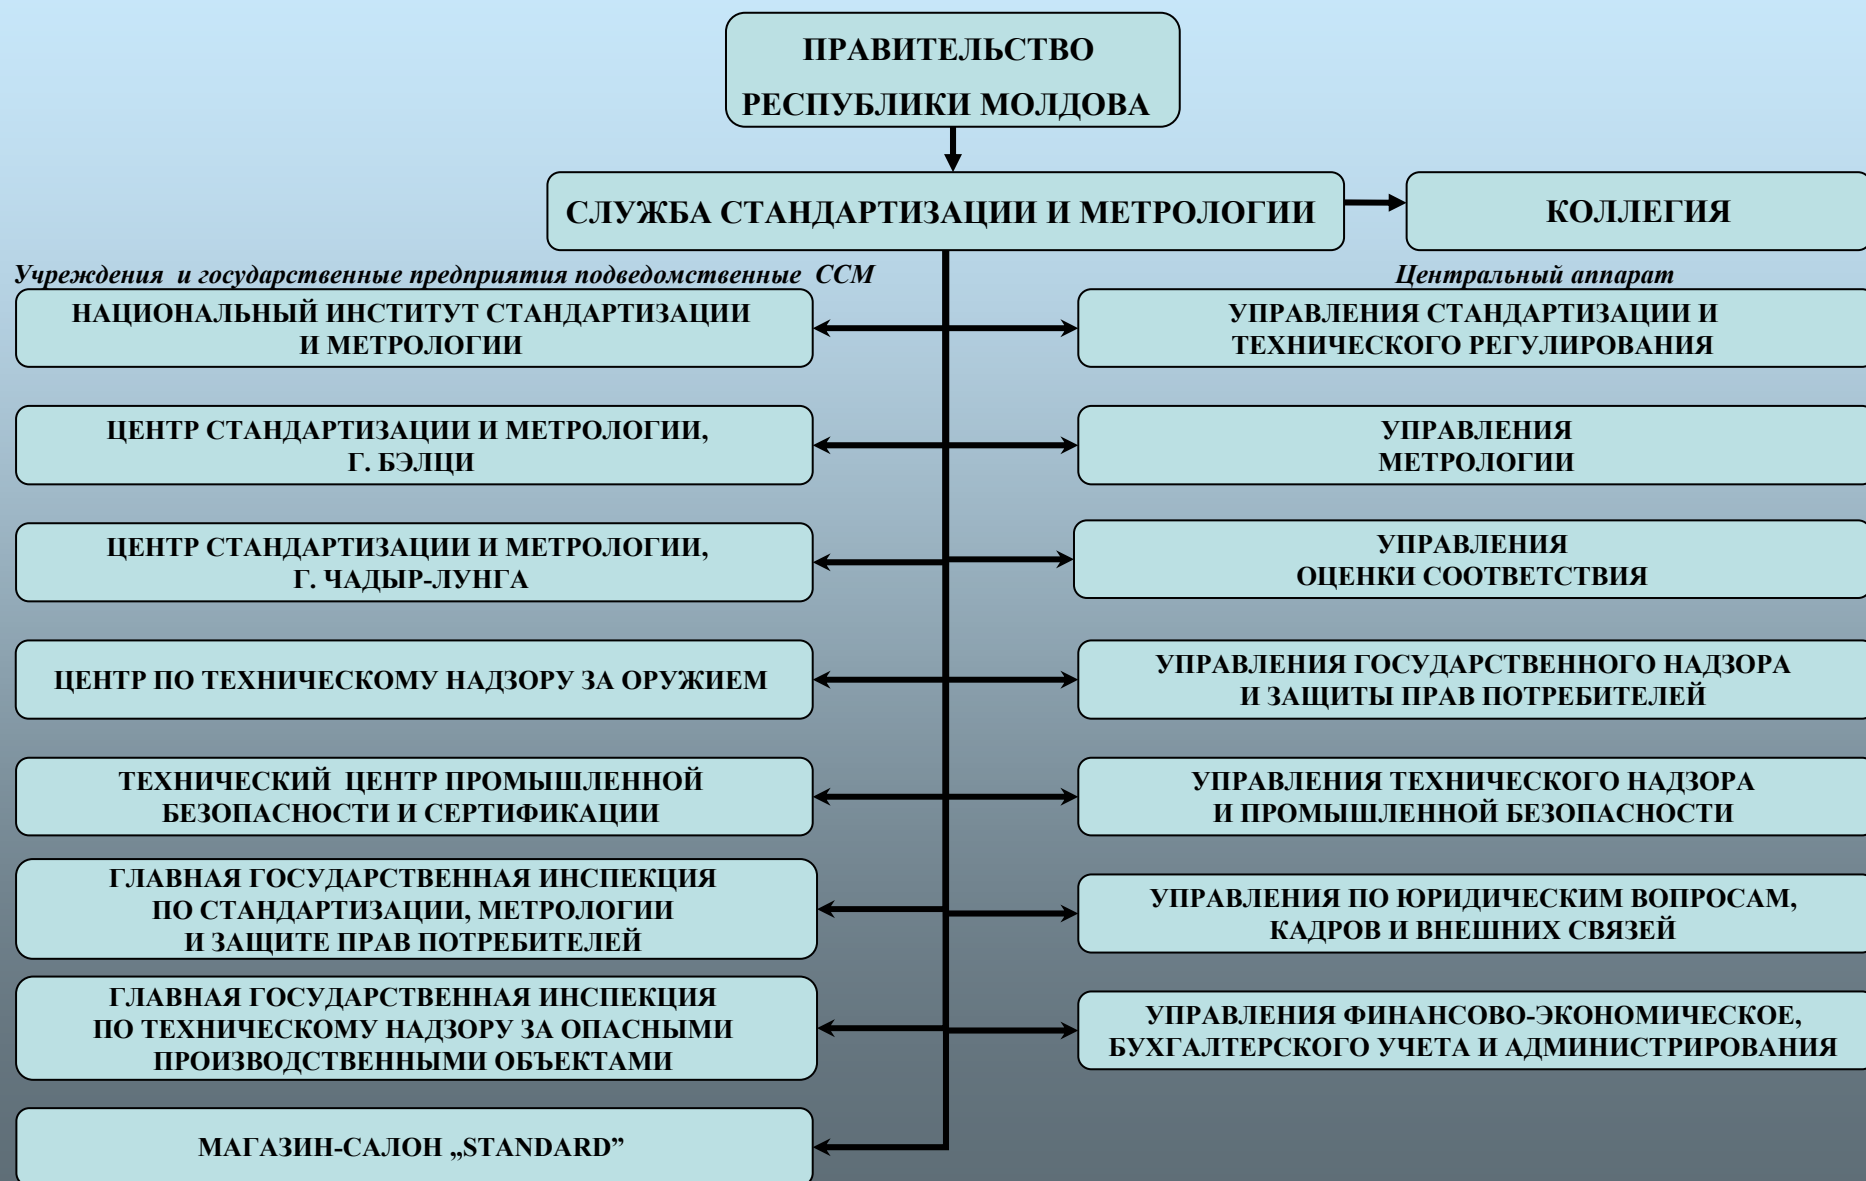 ПРАВИТЕЛЬСТВО
РЕСПУБЛИКИ МОЛДОВА
СЛУЖБА СТАНДАРТИЗАЦИИ И МЕТРОЛОГИИ
КОЛЛЕГИЯ
Учреждения и государственные предприятия подведомственные ССМ
НАЦИОНАЛЬНЫЙ ИНСТИТУТ СТАНДАРТИЗАЦИИ
И МЕТРОЛОГИИ
ЦЕНТР СТАНДАРТИЗАЦИИ И МЕТРОЛОГИИ,
Г. БЭЛЦИ
ЦЕНТР СТАНДАРТИЗАЦИИ И МЕТРОЛОГИИ,
Г. ЧАДЫР-ЛУНГА
ЦЕНТР ПО ТЕХНИЧЕСКОМУ НАДЗОРУ ЗА ОРУЖИЕМ
ТЕХНИЧЕСКИЙ ЦЕНТР ПРОМЫШЛЕННОЙ
БЕЗОПАСНОСТИ И СЕРТИФИКАЦИИ
ГЛАВНАЯ ГОСУДАРСТВЕННАЯ ИНСПЕКЦИЯ
ПО СТАНДАРТИЗАЦИИ, МЕТРОЛОГИИ
И ЗАЩИТЕ ПРАВ ПОТРЕБИТЕЛЕЙ
ГЛАВНАЯ ГОСУДАРСТВЕННАЯ ИНСПЕКЦИЯ
ПО ТЕХНИЧЕСКОМУ НАДЗОРУ ЗА ОПАСНЫМИ
ПРОИЗВОДСТВЕННЫМИ ОБЪЕКТАМИ
МАГАЗИН-САЛОН „STANDARD”
Центральный аппарат
УПРАВЛЕНИЯ СТАНДАРТИЗАЦИИ И
ТЕХНИЧЕСКОГО РЕГУЛИРОВАНИЯ
УПРАВЛЕНИЯ
МЕТРОЛОГИИ
УПРАВЛЕНИЯ
ОЦЕНКИ СООТВЕТСТВИЯ
УПРАВЛЕНИЯ ГОСУДАРСТВЕННОГО НАДЗОРА
И ЗАЩИТЫ ПРАВ ПОТРЕБИТЕЛЕЙ
УПРАВЛЕНИЯ ТЕХНИЧЕСКОГО НАДЗОРА
И ПРОМЫШЛЕННОЙ БЕЗОПАСНОСТИ
УПРАВЛЕНИЯ ПО ЮРИДИЧЕСКИМ ВОПРОСАМ,
КАДРОВ И ВНЕШНИХ СВЯЗЕЙ
УПРАВЛЕНИЯ ФИНАНСОВО-ЭКОНОМИЧЕСКОЕ,
БУХГАЛТЕРСКОГО УЧЕТА И АДМИНИСТРИРОВАНИЯ